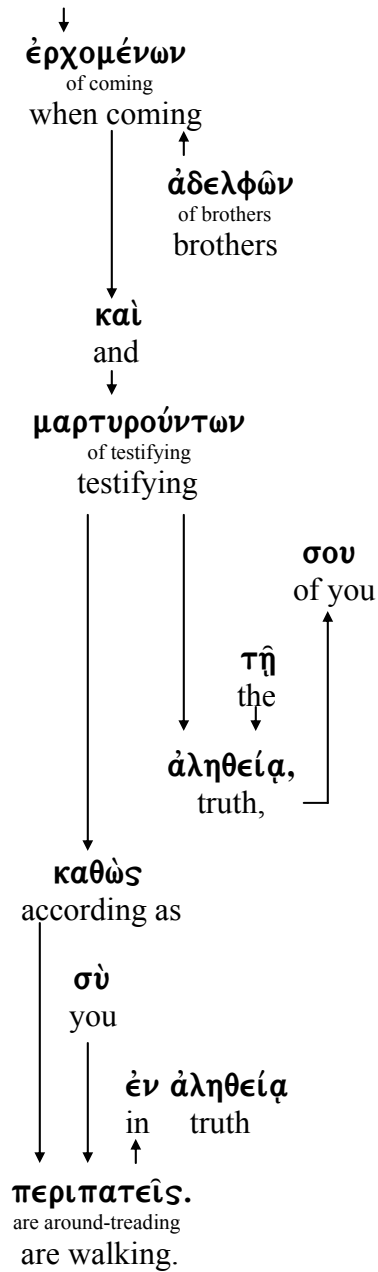 ἐρχομένων
of coming
when coming
ἀδελφῶν
of brothers
brothers
καὶ
and
μαρτυρούντων
of testifying
testifying
σου
of you
τῇ
the
ἀληθείᾳ,
truth,
καθὼς
according as
σὺ
you
ἐν ἀληθείᾳ
in truth
περιπατεῖς.
are around-treading
are walking.